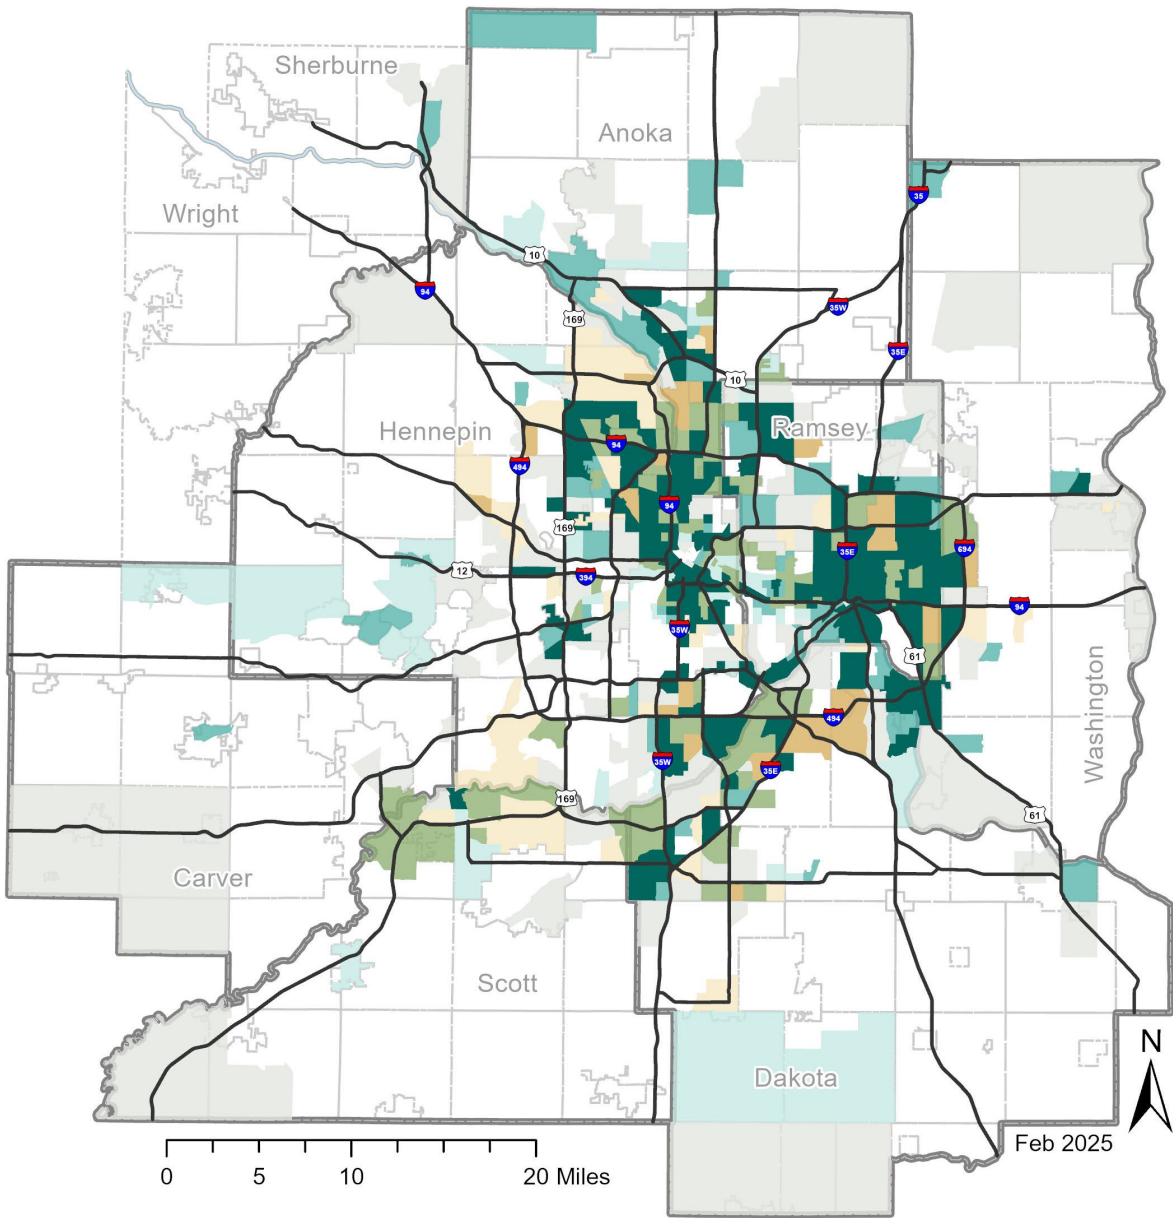 Sherburne
Anoka
35
Wright
10
94
35W
169
35E
10
Hennepin
Ramsey
94
494
94
169
35E
694
12
394
94
35W
61
Washington
494
35W
35E
169
61
Carver
Scott
N
Dakota
Feb 2025
0 5 10 20 Miles